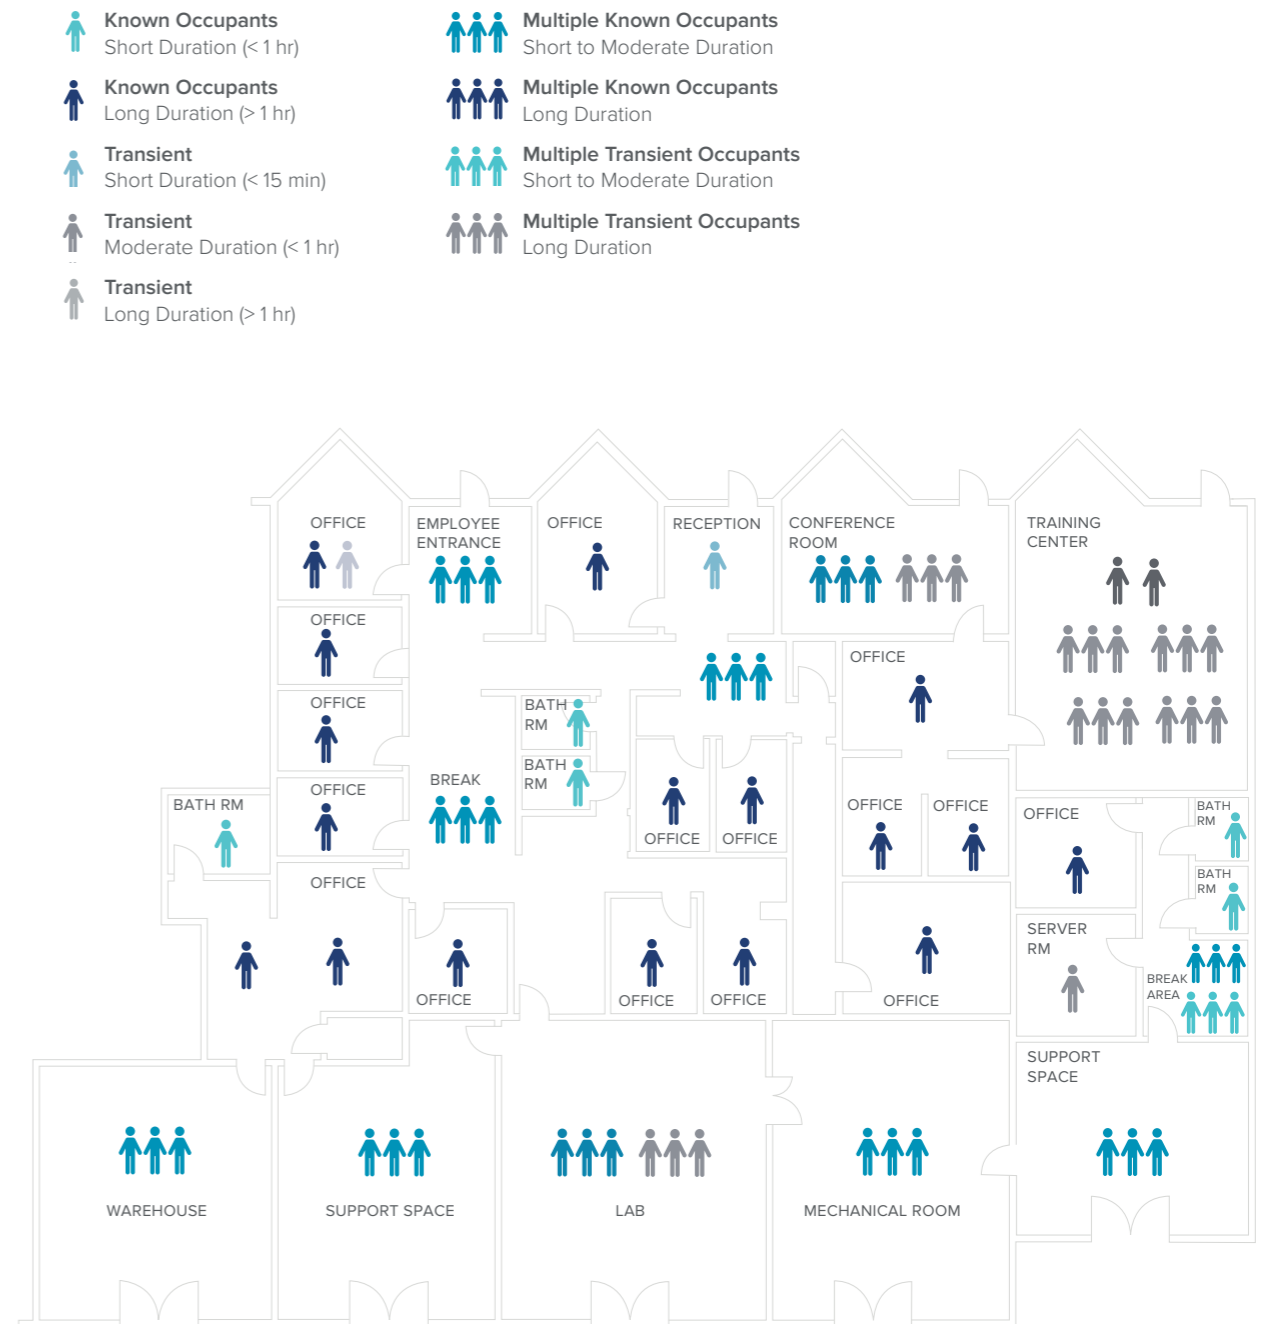 Known Occupants
Short Duration (< 1 hr)
Known Occupants
Long Duration (> 1 hr)
Transient
Short Duration (< 15 min)
Transient
Moderate Duration (< 1 hr)
Transient
Long Duration (> 1 hr)
Multiple Known Occupants
Short to Moderate Duration
Multiple Known Occupants
Long Duration
Multiple Transient Occupants
Short to Moderate Duration
Multiple Transient Occupants
Long Duration
OFFICE
EMPLOYEE
ENTRANCE
OFFICE
RECEPTION
CONFERENCE
ROOM
TRAINING
CENTER
OFFICE
OFFICE
OFFICE
BATH
RM
BATH
RM
BREAK
OFFICE
BATH RM
OFFICE
OFFICE
OFFICE
OFFICE
OFFICE
BATH
RM
OFFICE
BATH
RM
OFFICE
SERVER
RM
BREAK
AREA
OFFICE
OFFICE
OFFICE
OFFICE
SUPPORT
SPACE
WAREHOUSE
SUPPORT SPACE
LAB
MECHANICAL ROOM